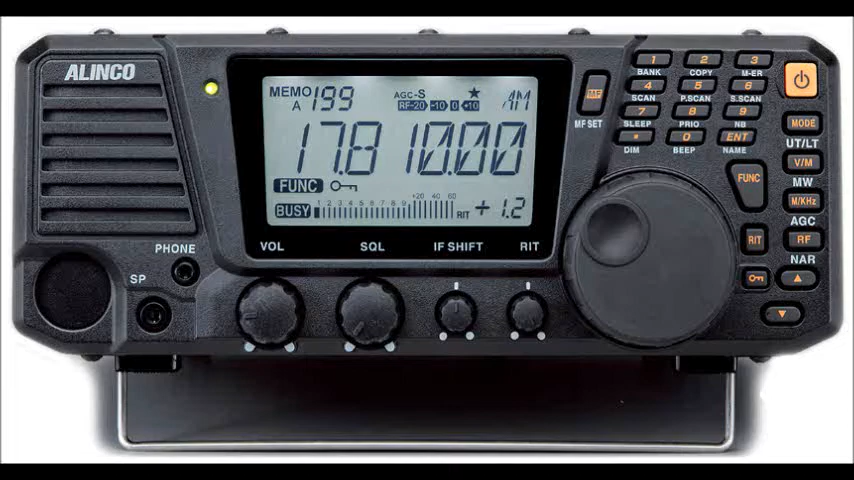 ALINCO
MEMO A 199
AGC-S ★ AM
RF-20 -10 0 +10
17.8 10.00
FUNC
+20 40 60
BUSY 1 2 3 4 5 6 7 8 9 RIT +1.2
VOL SQL IF SHIFT RIT
PHONE
SP
MF
MF SET
1 2 3
BANK COPY M-ER
4 5 6
SCAN P.SCAN S.SCAN
7 8 9
SLEEP PRIO NB
• 0 ENT
DIM BEEP NAME
FUNC
RIT
MODE
UT/LT
V/M
MW
M/KHz
AGC
RF
NAR
▲
▼